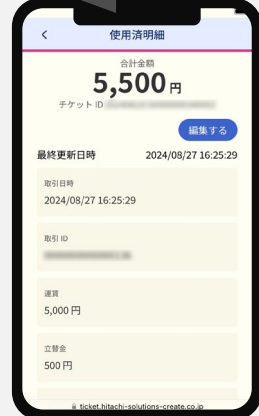 使用済明細
合計金額
5,500 円
チケット ID
編集する
最終更新日時 2024/08/27 16:25:29
取引日時
2024/08/27 16:25:29
取引 ID
運賃
5,000 円
立替金
500 円
ticket.hitachi-solutions-create.co.jp